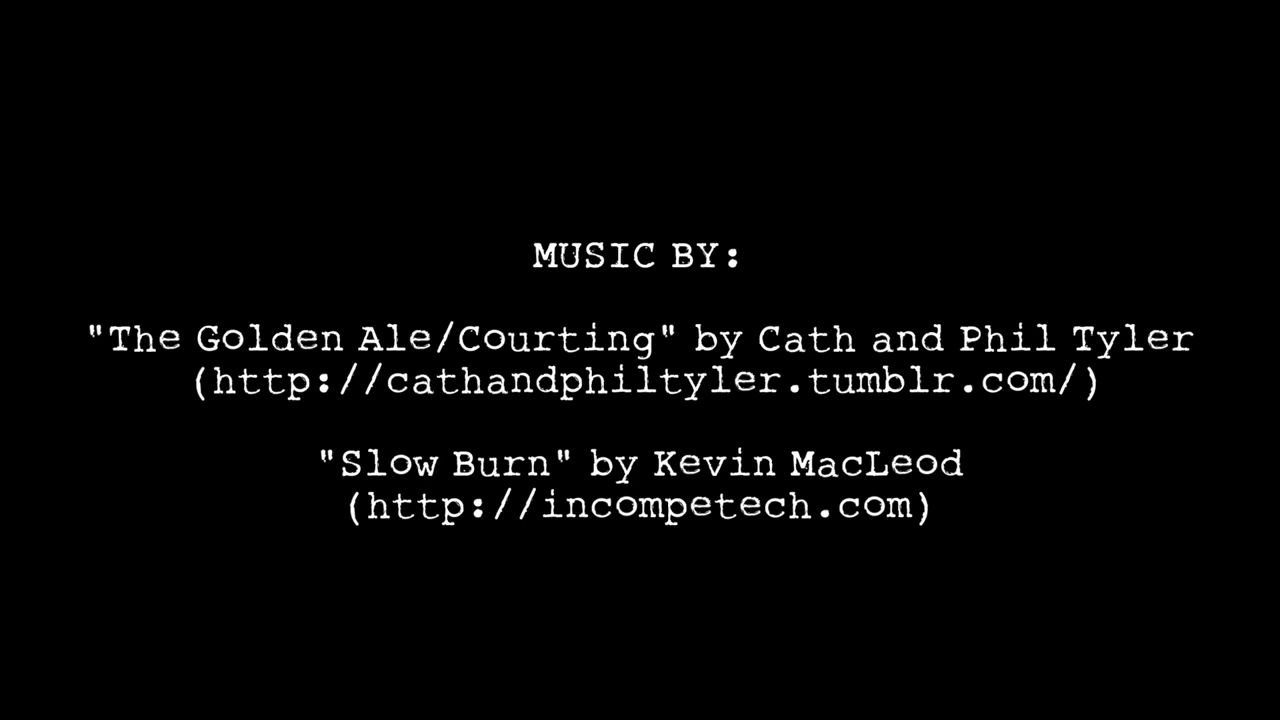 MUSIC BY:
"The Golden Ale/Courting" by Cath and Phil Tyler
(http://cathandphiltyler.tumblr.com/)
"Slow Burn" by Kevin MacLeod
(http://incompetech.com)